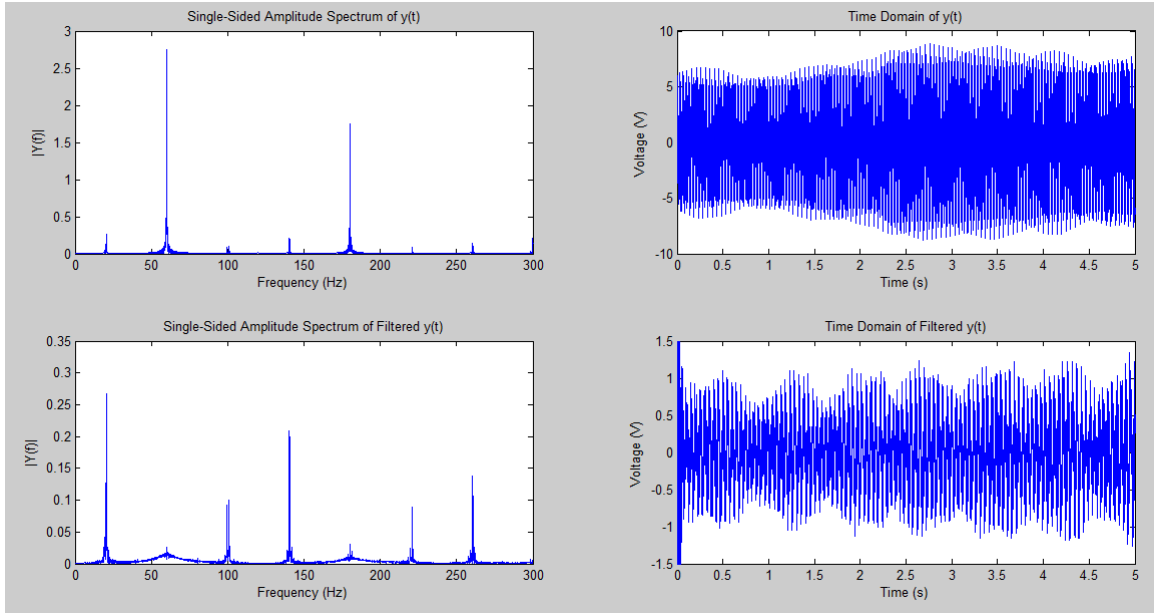 Single-Sided Amplitude Spectrum of y(t)
|Y(f)|
3
2.5
2
1.5
1
0.5
0
0 50 100 150 200 250 300
Frequency (Hz)
Time Domain of y(t)
Voltage (V)
10
5
0
-5
-10
0 0.5 1 1.5 2 2.5 3 3.5 4 4.5 5
Time (s)
Single-Sided Amplitude Spectrum of Filtered y(t)
|Y(f)|
0.35
0.3
0.25
0.2
0.15
0.1
0.05
0
0 50 100 150 200 250 300
Frequency (Hz)
Time Domain of Filtered y(t)
Voltage (V)
1.5
1
0.5
0
-0.5
-1
-1.5
0 0.5 1 1.5 2 2.5 3 3.5 4 4.5 5
Time (s)